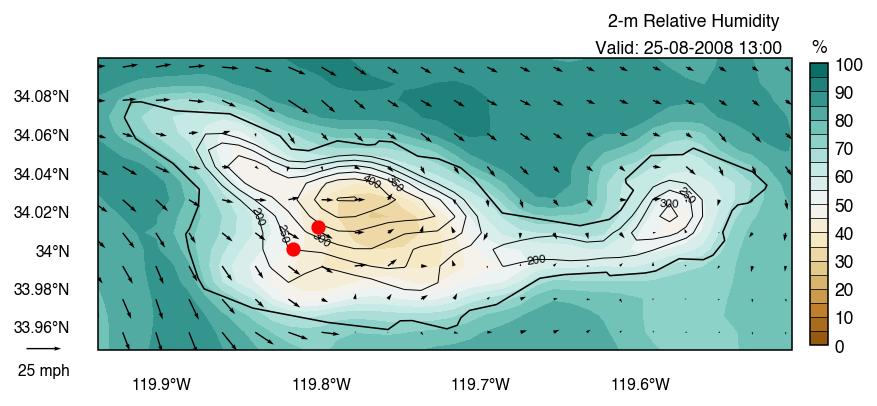 2-m Relative Humidity
Valid: 25-08-2008 13:00
%
100
90
80
70
60
50
40
30
20
10
0
34.08°N
34.06°N
34.04°N
34.02°N
34°N
33.98°N
33.96°N
25 mph
119.9°W
119.8°W
119.7°W
119.6°W
400
350
200
250
300
200
250
300